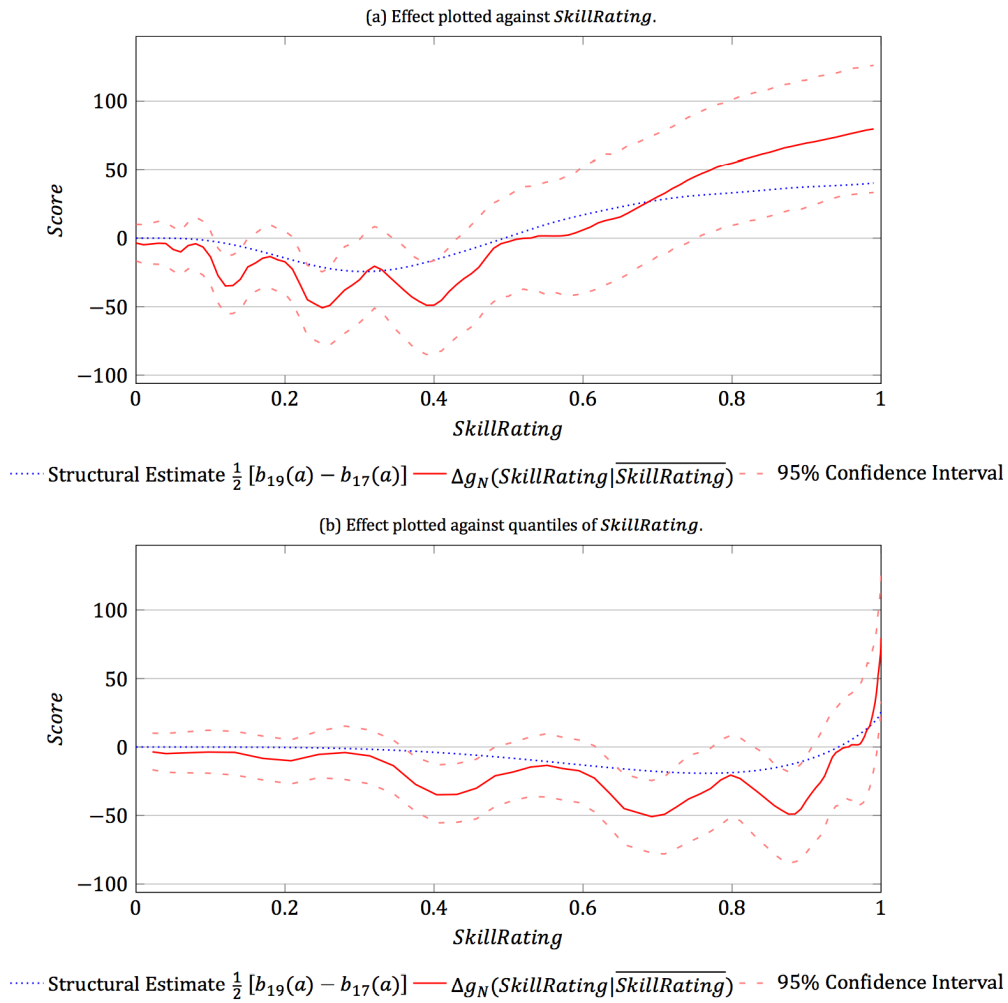 (a) Effect plotted against SkillRating.
100
50
0
−50
−100
Score
0 0.2 0.4 0.6 0.8 1
SkillRating
Structural Estimate ½ [b₁₉(a) − b₁₇(a)] Δg_N(SkillRating|\overline{SkillRating}) 95% Confidence Interval
(b) Effect plotted against quantiles of SkillRating.
100
50
0
−50
−100
Score
0 0.2 0.4 0.6 0.8 1
SkillRating
Structural Estimate ½ [b₁₉(a) − b₁₇(a)] Δg_N(SkillRating|\overline{SkillRating}) 95% Confidence Interval